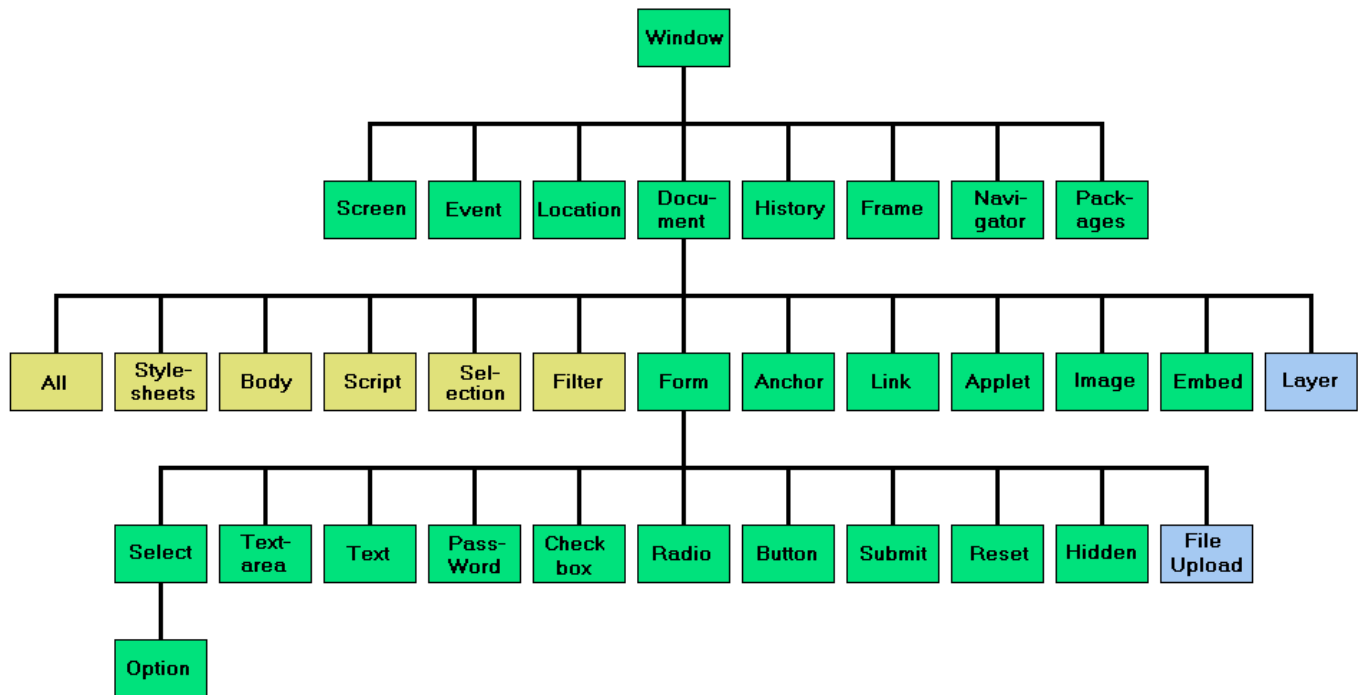 Window
Screen
Event
Location
Docu-
ment
History
Frame
Navi-
gator
Pack-
ages
All
Style-
sheets
Body
Script
Sel-
ection
Filter
Form
Anchor
Link
Applet
Image
Embed
Layer
Select
Text-
area
Text
Pass-
Word
Check
box
Radio
Button
Submit
Reset
Hidden
File
Upload
Option